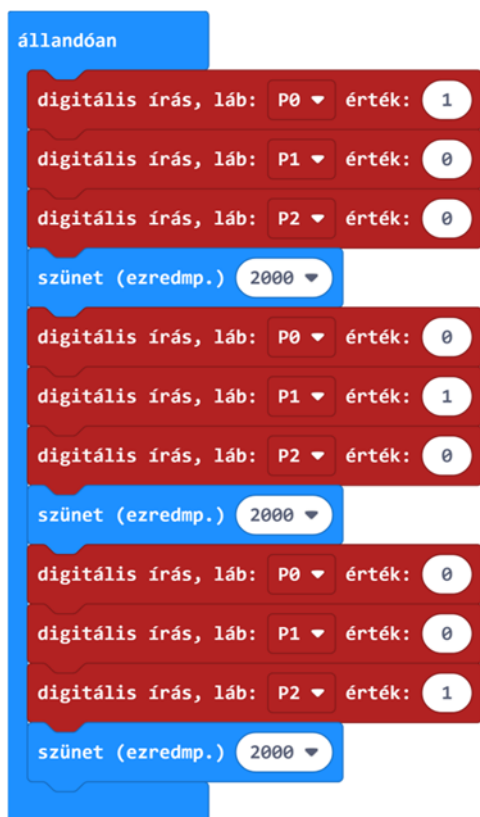 állandóan
digitális írás, láb: P0 érték: 1
digitális írás, láb: P1 érték: 0
digitális írás, láb: P2 érték: 0
szünet (ezredmp.) 2000
digitális írás, láb: P0 érték: 0
digitális írás, láb: P1 érték: 1
digitális írás, láb: P2 érték: 0
szünet (ezredmp.) 2000
digitális írás, láb: P0 érték: 0
digitális írás, láb: P1 érték: 0
digitális írás, láb: P2 érték: 1
szünet (ezredmp.) 2000